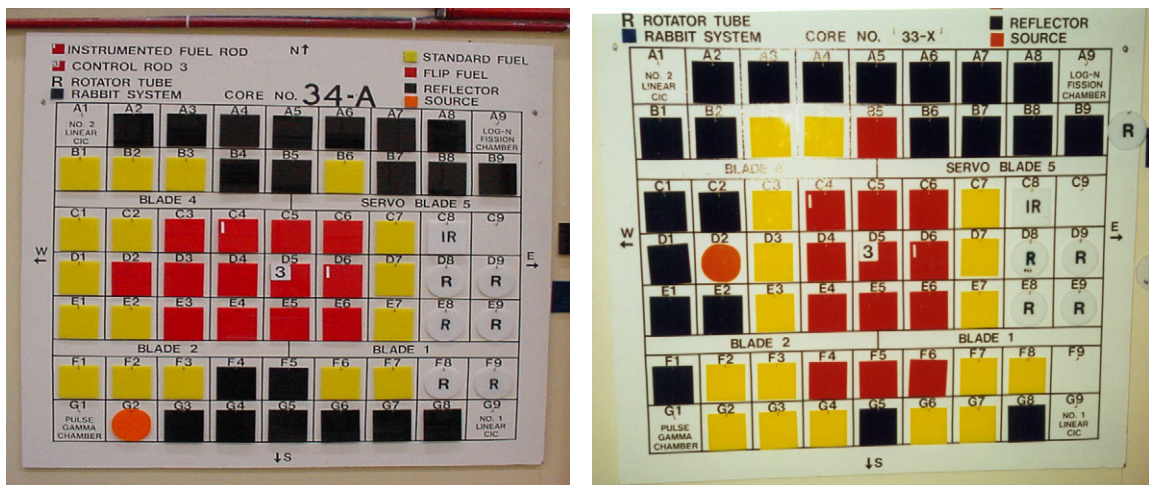 INSTRUMENTED FUEL ROD
N↑
CONTROL ROD 3
STANDARD FUEL
R ROTATOR TUBE
FLIP FUEL
RABBIT SYSTEM
REFLECTOR
CORE NO. 34-A
SOURCE
A1 A2 A3 A4 A5 A6 A7 A8 A9
NO. 2 LINEAR CIC
LOG-N FISSION CHAMBER
B1 B2 B3 B4 B5 B6 B7 B8 B9
BLADE 4 SERVO BLADE 5
C1 C2 C3 C4 C5 C6 C7 C8 C9
I IR
W
←
E
→
D1 D2 D3 D4 D5 D6 D7 D8 D9
3 I R R
E1 E2 E3 E4 E5 E6 E7 E8 E9
R R
BLADE 2 BLADE 1
F1 F2 F3 F4 F5 F6 F7 F8 F9
R R
G1 G2 G3 G4 G5 G6 G7 G8 G9
PULSE GAMMA CHAMBER
NO. 1 LINEAR CIC
↓S
R ROTATOR TUBE
REFLECTOR
RABBIT SYSTEM
CORE NO. '33-X'
SOURCE
A1 A2 A3 A4 A5 A6 A7 A8 A9
NO. 2 LINEAR CIC
LOG-N FISSION CHAMBER
B1 B2 B3 B4 B5 B6 B7 B8 B9
R
BLADE SERVO BLADE 5
C1 C2 C3 C4 C5 C6 C7 C8 C9
I IR
W
←
E
→
D1 D2 D3 D4 D5 D6 D7 D8 D9
3 I R R
E1 E2 E3 E4 E5 E6 E7 E8 E9
R R
BLADE 2 BLADE 1
F1 F2 F3 F4 F5 F6 F7 F8 F9
G1 G2 G3 G4 G5 G6 G7 G8 G9
PULSE GAMMA CHAMBER
NO. 1 LINEAR CIC
↓S